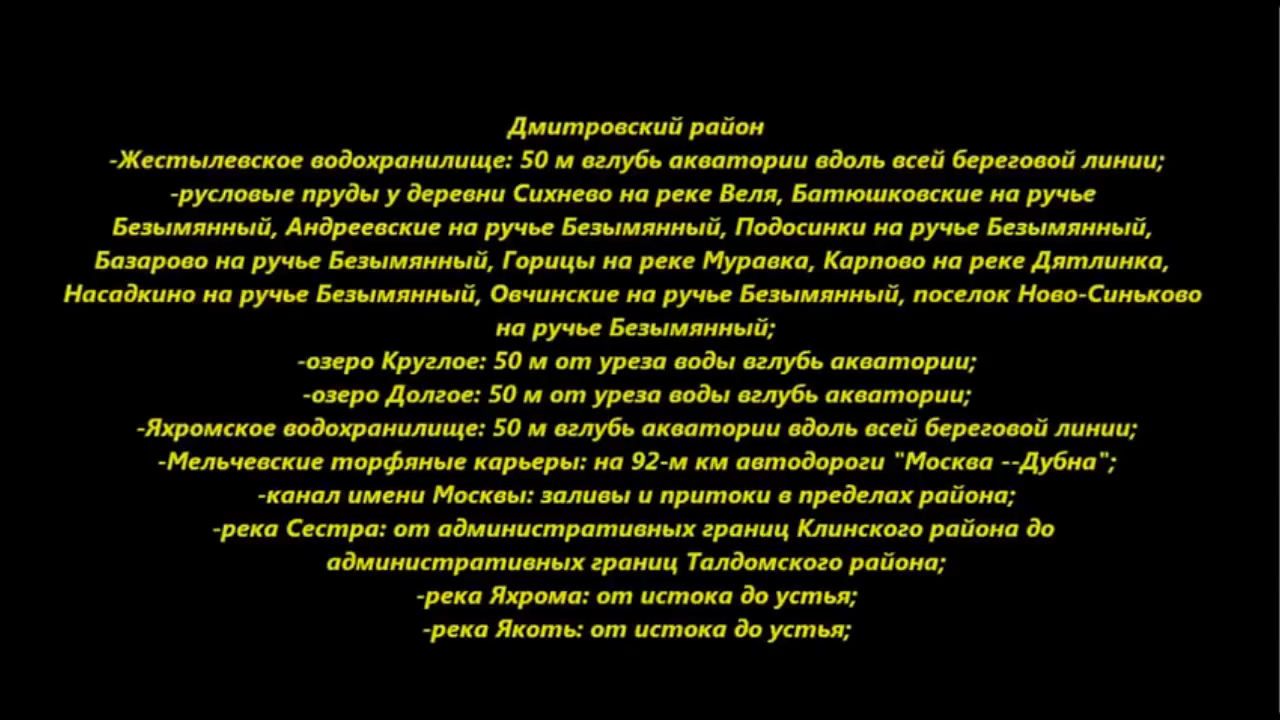 Дмитровский район
-Жестылевское водохранилище: 50 м вглубь акватории вдоль всей береговой линии;
-русловые пруды у деревни Сихнево на реке Веля, Батюшковские на ручье
Безымянный, Андреевские на ручье Безымянный, Подосинки на ручье Безымянный,
Базарово на ручье Безымянный, Горицы на реке Муравка, Карпово на реке Дятлинка,
Насадкино на ручье Безымянный, Овчинские на ручье Безымянный, поселок Ново-Синьково
на ручье Безымянный;
-озеро Круглое: 50 м от уреза воды вглубь акватории;
-озеро Долгое: 50 м от уреза воды вглубь акватории;
-Яхромское водохранилище: 50 м вглубь акватории вдоль всей береговой линии;
-Мельчевские торфяные карьеры: на 92-м км автодороги "Москва --Дубна";
-канал имени Москвы: заливы и притоки в пределах района;
-река Сестра: от административных границ Клинского района до
административных границ Талдомского района;
-река Яхрома: от истока до устья;
-река Якоть: от истока до устья;